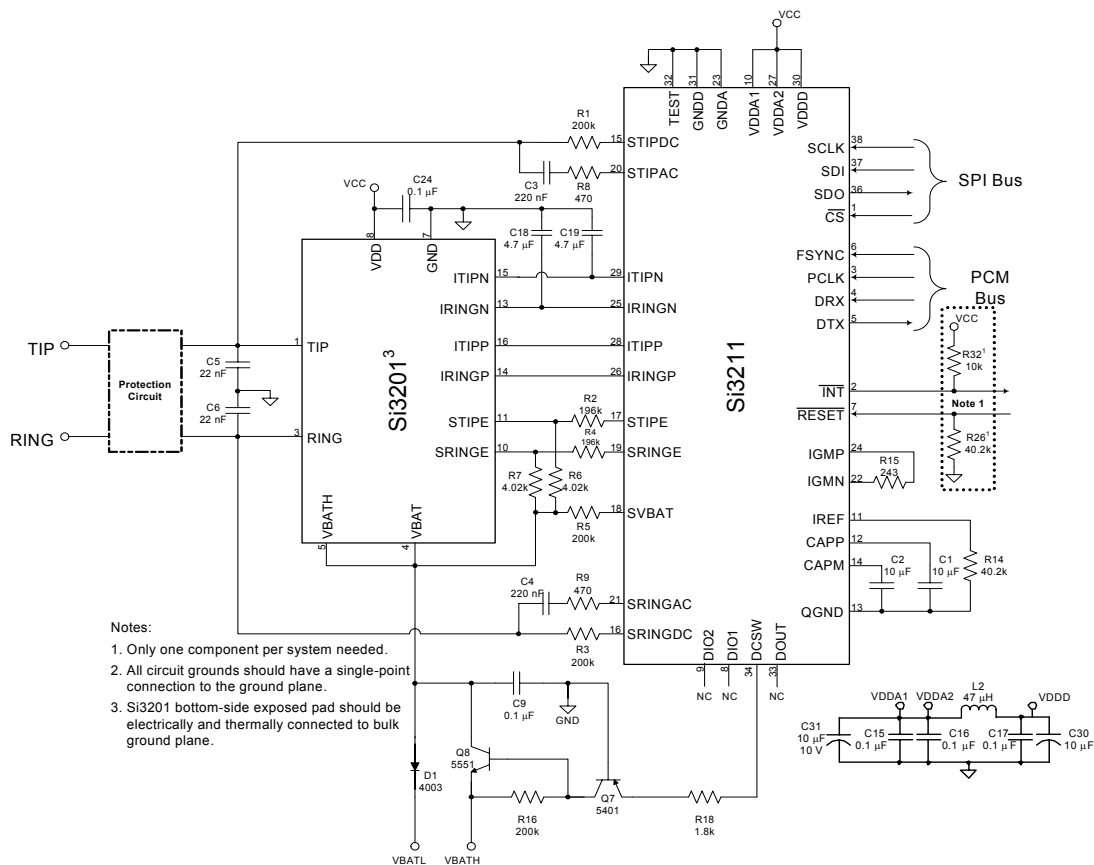 VCC
32
31
23
10
27
30
TEST
GNDD
GNDA
VDDA1
VDDA2
VDDD
R1
200k
15
STIPDC
C3
220 nF
R8
470
20
STIPAC
SCLK
38
SDI
37
SDO
36
CS
1
SPI Bus
FSYNC
6
PCLK
3
DRX
4
DTX
5
PCM
Bus
VCC
C24
0.1 µF
8
7
VDD
GND
C18
4.7 µF
C19
4.7 µF
ITIPN
15
29
ITIPN
IRINGN
13
25
IRINGN
ITIPP
16
28
ITIPP
IRINGP
14
26
IRINGP
STIPE
11
R2
196k
17
STIPE
SRINGE
10
R4
196k
19
SRINGE
R7
4.02k
R6
4.02k
R5
200k
18
SVBAT
TIP
RING
Protection
Circuit
C5
22 nF
C6
22 nF
1
TIP
3
RING
Si3201³
VBATH
5
VBAT
4
Si3211
VCC
R32¹
10k
INT
2
Note 1
RESET
7
R26¹
40.2k
IGMP
24
R15
243
IGMN
22
IREF
11
CAPP
12
CAPM
14
C2
10 µF
C1
10 µF
R14
40.2k
QGND
13
C4
220 nF
R9
470
21
SRINGAC
R3
200k
16
SRINGDC
DIO2
DIO1
DCSW
DOUT
9
8
34
33
NC
NC
NC
Notes:
1. Only one component per system needed.
2. All circuit grounds should have a single-point
connection to the ground plane.
3. Si3201 bottom-side exposed pad should be
electrically and thermally connected to bulk
ground plane.
C9
0.1 µF
GND
Q8
5551
D1
4003
R16
200k
Q7
5401
R18
1.8k
VBATL
VBATH
VDDA1
VDDA2
L2
47 µH
VDDD
C31
10 µF
10 V
C15
0.1 µF
C16
0.1 µF
C17
0.1 µF
C30
10 µF